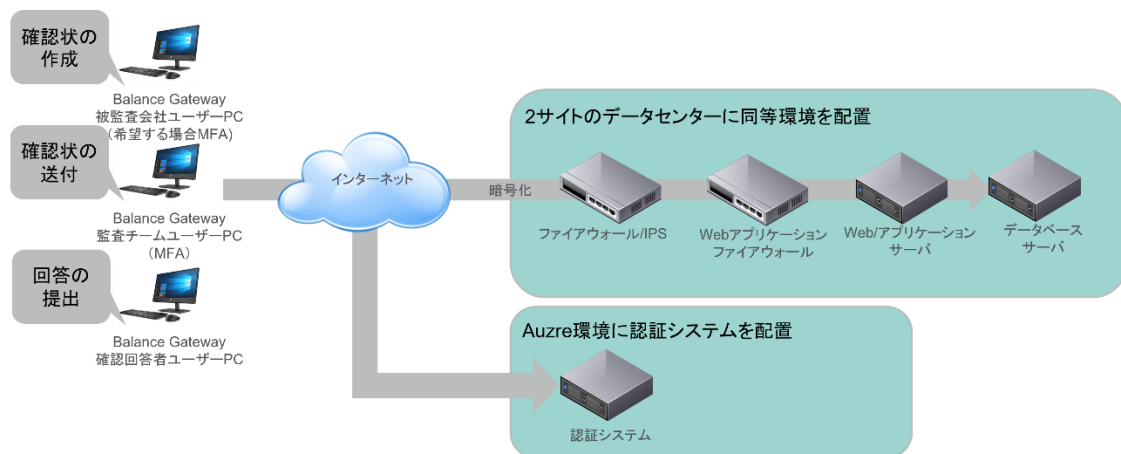 確認状の
作成
Balance Gateway
被監査会社ユーザーPC
(希望する場合MFA)
確認状の
送付
Balance Gateway
監査チームユーザーPC
(MFA)
回答の
提出
Balance Gateway
確認回答者ユーザーPC
インターネット
暗号化
2サイトのデータセンターに同等環境を配置
ファイアウォール/IPS
Webアプリケーション
ファイアウォール
Web/アプリケーション
サーバ
データベース
サーバ
Auzre環境に認証システムを配置
認証システム